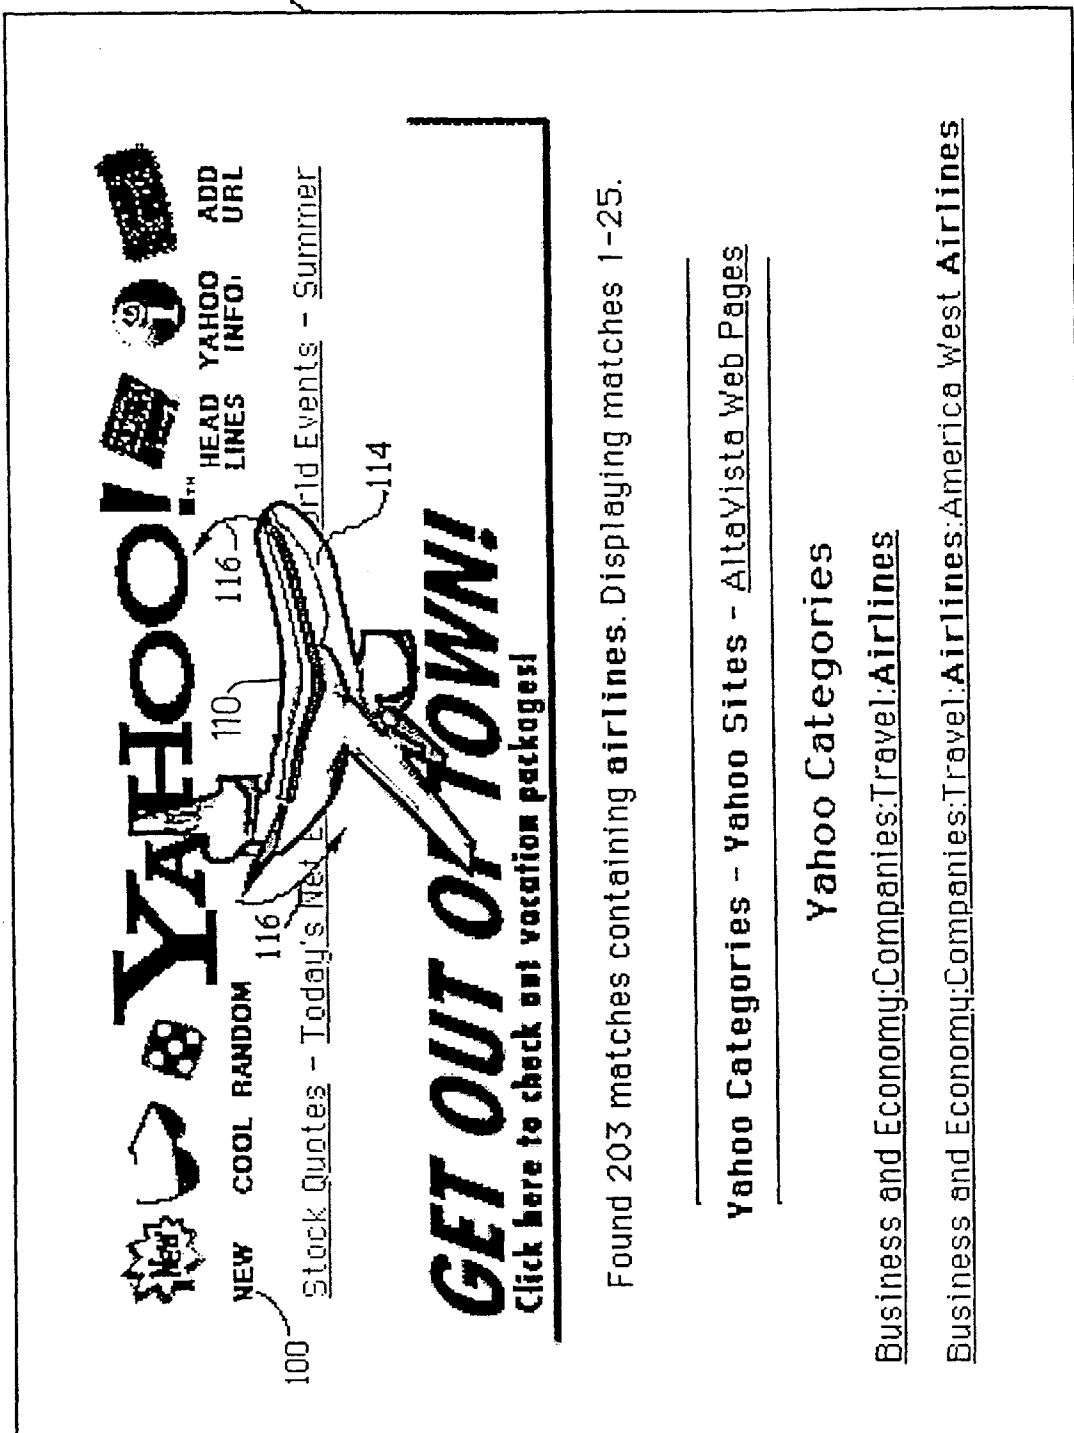 New
YAHOO!™
NEW COOL RANDOM HEAD LINES YAHOO INFO. ADD URL
100
116
110
116
Stock Quotes - Today's Net Events - Summer
114
GET OUT OF TOWN!
Click here to check out vacation packages!
Found 203 matches containing airlines. Displaying matches 1-25.
Yahoo Categories - Yahoo Sites - AltaVista Web Pages
Yahoo Categories
Business and Economy:Companies:Travel:Airlines
Business and Economy:Companies:Travel:Airlines:America West Airlines